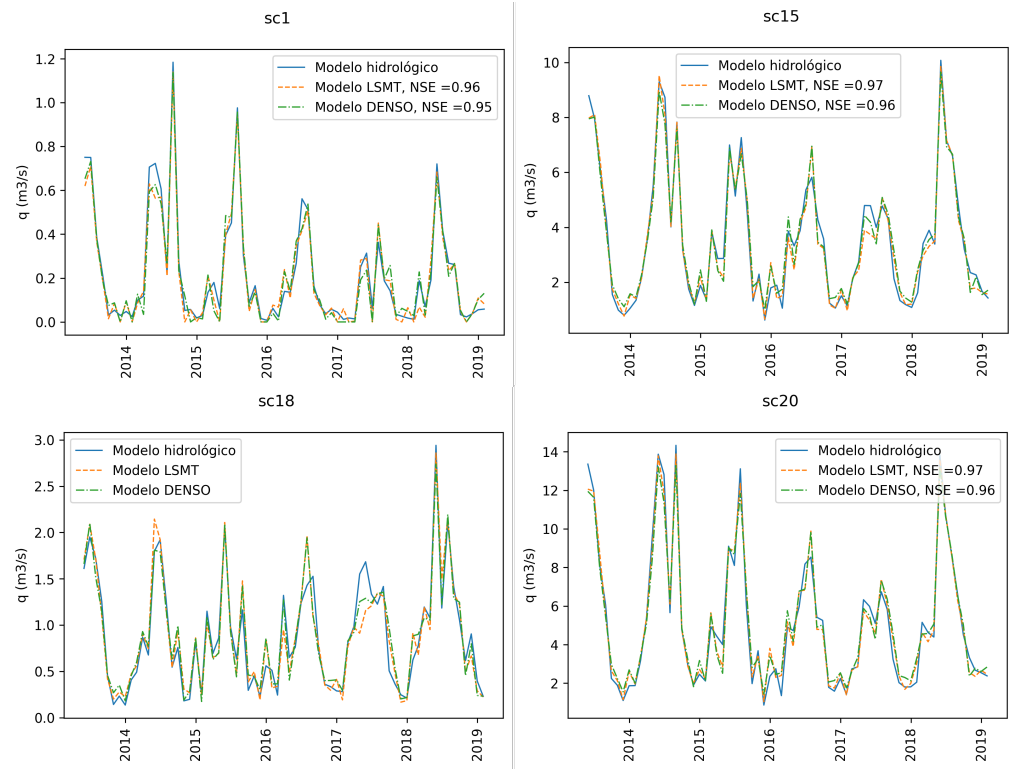 sc1
q (m3/s)
1.2
1.0
0.8
0.6
0.4
0.2
0.0
Modelo hidrológico
Modelo LSMT, NSE =0.96
Modelo DENSO, NSE =0.95
2014 2015 2016 2017 2018 2019
sc15
q (m3/s)
10
8
6
4
2
Modelo hidrológico
Modelo LSMT, NSE =0.97
Modelo DENSO, NSE =0.96
2014 2015 2016 2017 2018 2019
sc18
q (m3/s)
3.0
2.5
2.0
1.5
1.0
0.5
0.0
Modelo hidrológico
Modelo LSMT
Modelo DENSO
2014 2015 2016 2017 2018 2019
sc20
q (m3/s)
14
12
10
8
6
4
2
Modelo hidrológico
Modelo LSMT, NSE =0.97
Modelo DENSO, NSE =0.96
2014 2015 2016 2017 2018 2019